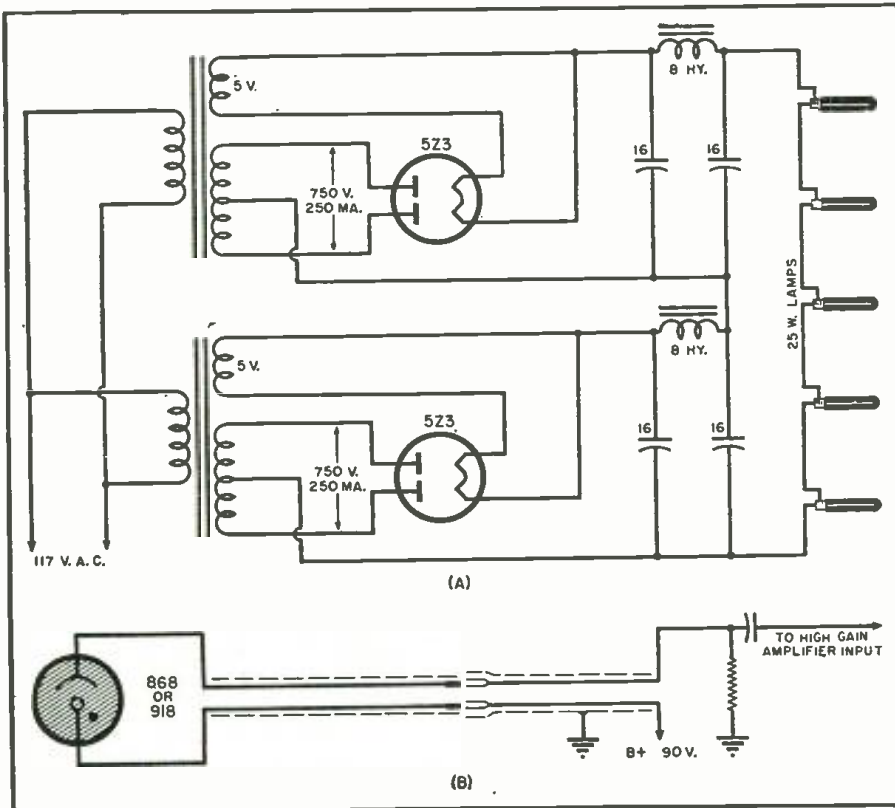 8 HY.
5 V.
5Z3
16
16
750 V.
250 MA.
25 W. LAMPS
8 HY.
5 V.
5Z3
16
16
750 V.
250 MA.
117 V. A. C.
(A)
868
OR
918
TO HIGH GAIN
AMPLIFIER INPUT
B+ 90 V.
(B)